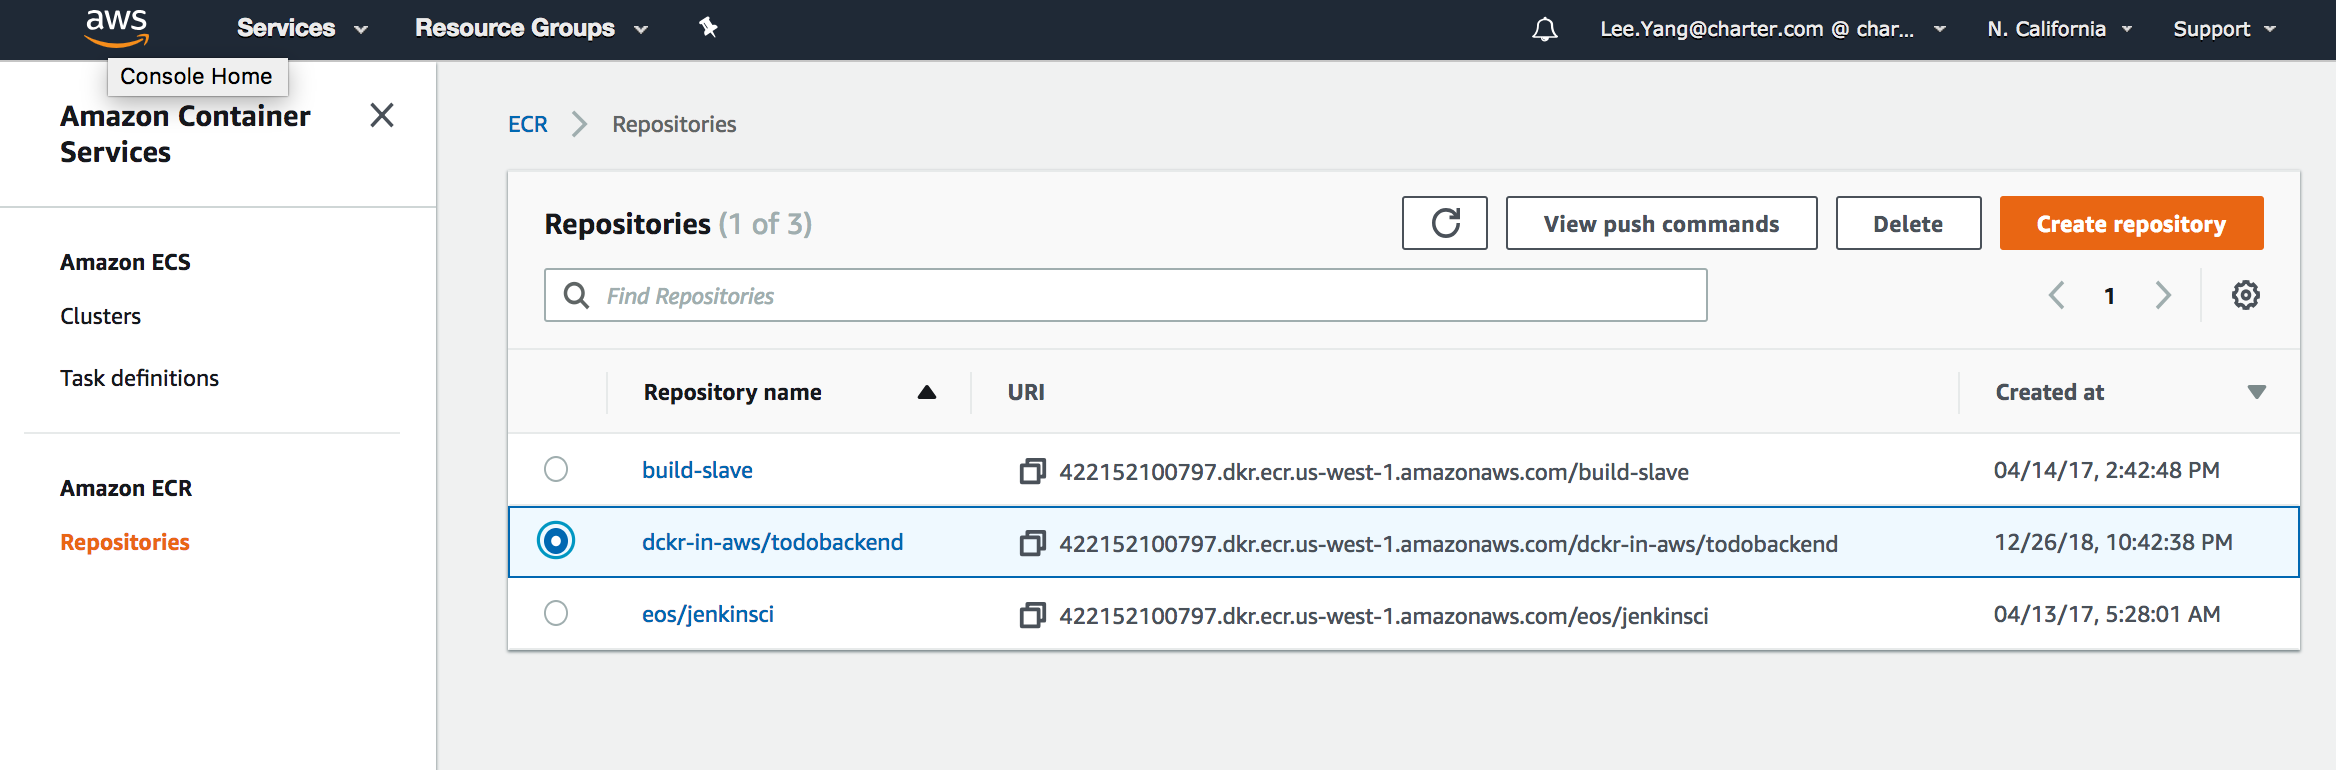 aws Services Resource Groups Lee.Yang@charter.com @ char... N. California Support
Console Home
Amazon Container
Services
Amazon ECS
Clusters
Task definitions
Amazon ECR
Repositories
ECR Repositories
Repositories (1 of 3) View push commands Delete Create repository
Find Repositories 1
Repository name URI Created at
build-slave 422152100797.dkr.ecr.us-west-1.amazonaws.com/build-slave 04/14/17, 2:42:48 PM
dckr-in-aws/todobackend 422152100797.dkr.ecr.us-west-1.amazonaws.com/dckr-in-aws/todobackend 12/26/18, 10:42:38 PM
eos/jenkinsci 422152100797.dkr.ecr.us-west-1.amazonaws.com/eos/jenkinsci 04/13/17, 5:28:01 AM